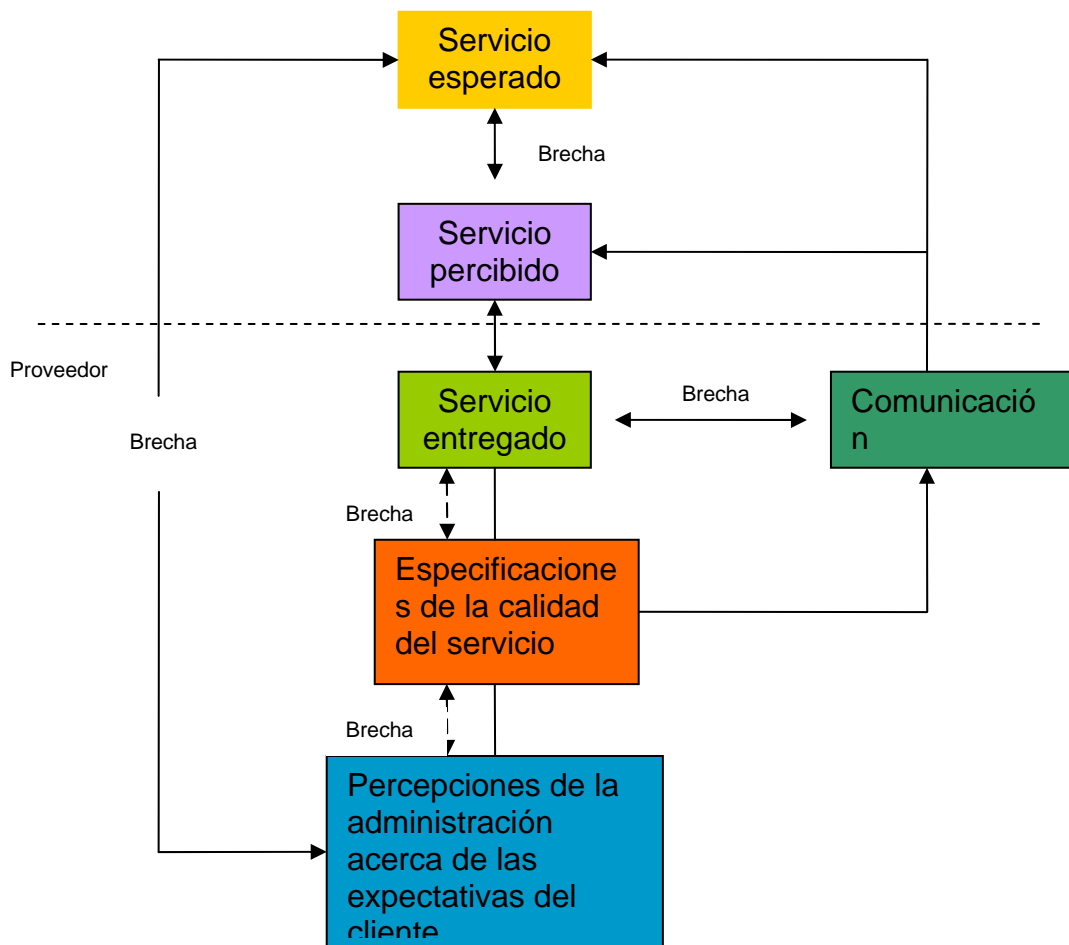 Servicio
esperado
Brecha
Servicio
percibido
Proveedor
Servicio
entregado
Brecha
Comunicació
n
Brecha
Brecha
Especificacione
s de la calidad
del servicio
Brecha
Percepciones de la
administración
acerca de las
expectativas del
cliente